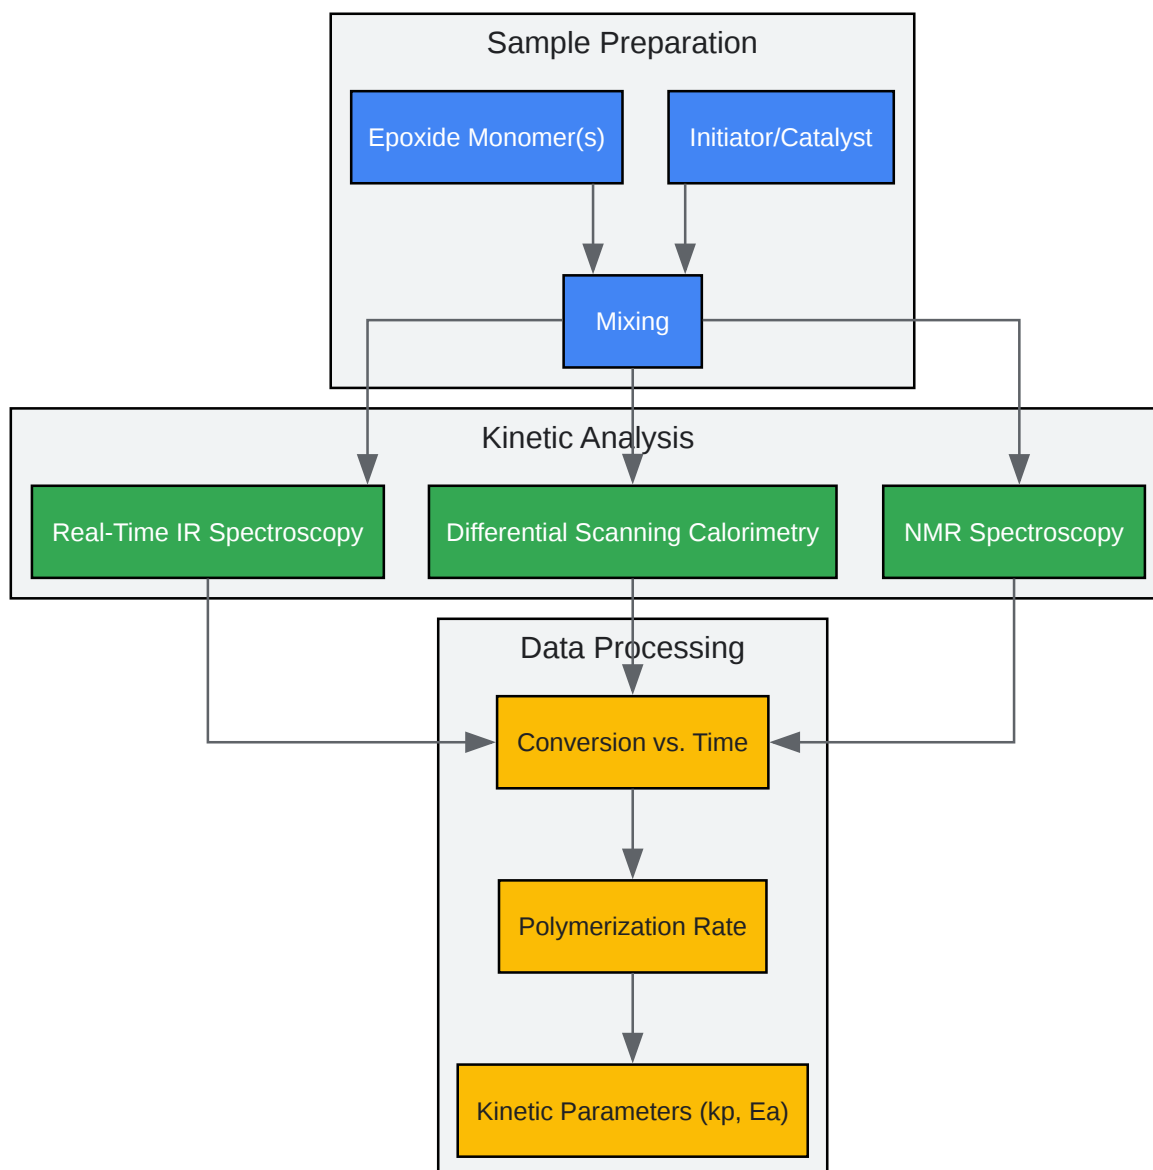 Sample Preparation
Epoxide Monomer(s)
Initiator/Catalyst
Mixing
Kinetic Analysis
Real-Time IR Spectroscopy
Differential Scanning Calorimetry
NMR Spectroscopy
Data Processing
Conversion vs. Time
Polymerization Rate
Kinetic Parameters (kp, Ea)